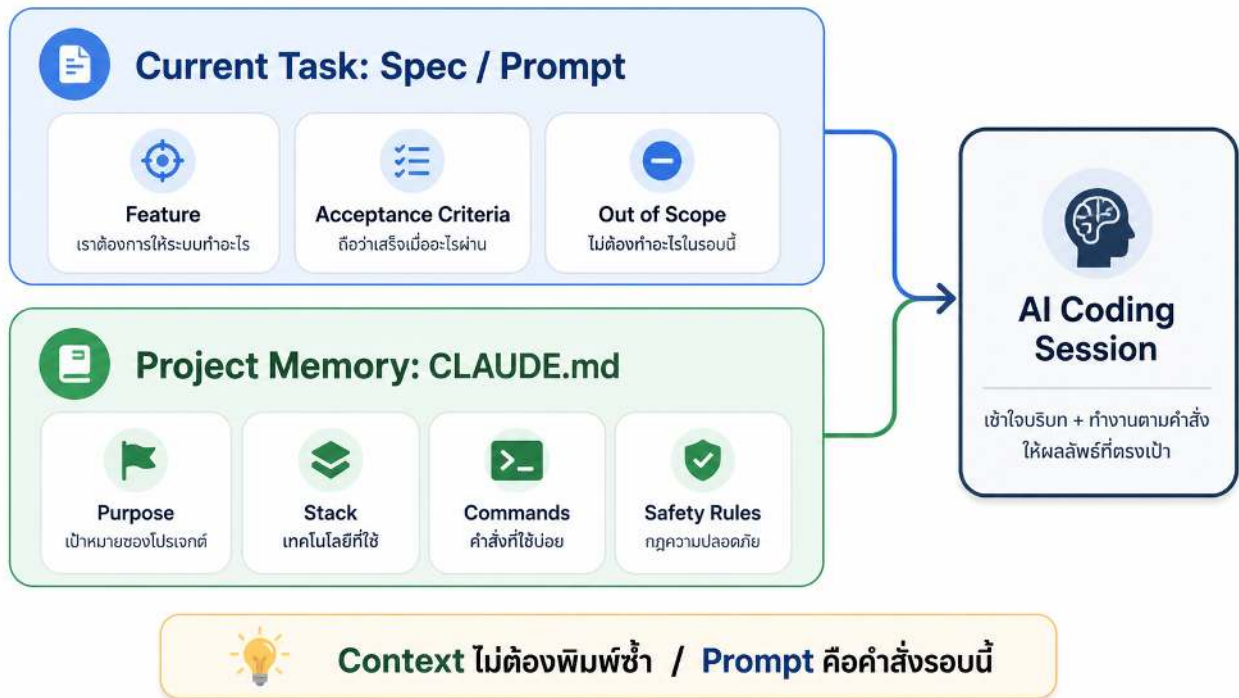 Current Task: Spec / Prompt
Feature
เราต้องการให้ระบบทำอะไร
Acceptance Criteria
ถือว่าเสร็จเมื่ออะไรผ่าน
Out of Scope
ไม่ต้องทำอะไรในรอบนี้
Project Memory: CLAUDE.md
Purpose
เป้าหมายของโปรเจกต์
Stack
เทคโนโลยีที่ใช้
Commands
คำสั่งที่ใช้บ่อย
Safety Rules
กฎความปลอดภัย
AI Coding
Session
เข้าใจบริบท + ทำงานตามคำสั่ง
ให้ผลลัพธ์ที่ตรงเป้า
Context ไม่ต้องพิมพ์ซ้ำ / Prompt คือคำสั่งรอบนี้